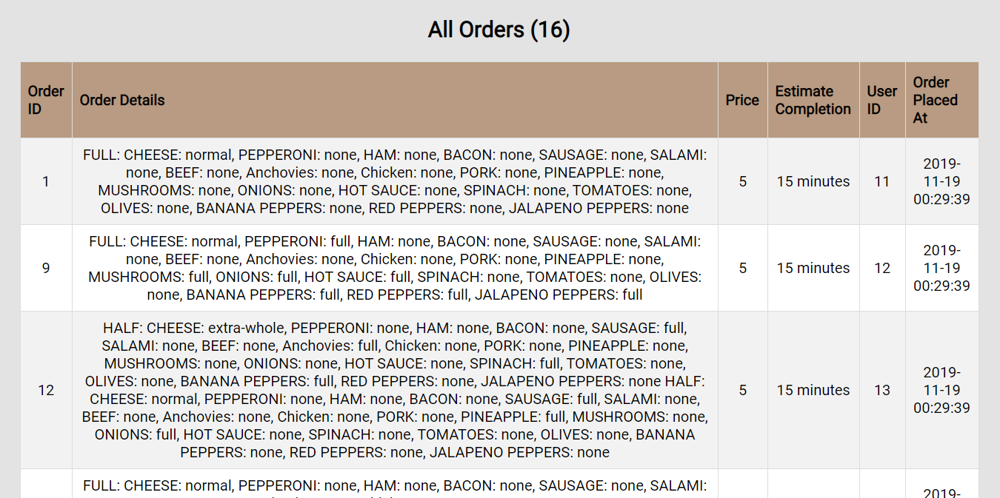 All Orders (16)
Order ID
Order Details
Price
Estimate Completion
User ID
Order Placed At
1
FULL: CHEESE: normal, PEPPERONI: none, HAM: none, BACON: none, SAUSAGE: none, SALAMI:
none, BEEF: none, Anchovies: none, Chicken: none, PORK: none, PINEAPPLE: none,
MUSHROOMS: none, ONIONS: none, HOT SAUCE: none, SPINACH: none, TOMATOES: none,
OLIVES: none, BANANA PEPPERS: none, RED PEPPERS: none, JALAPENO PEPPERS: none
5
15 minutes
11
2019-
11-19
00:29:39
9
FULL: CHEESE: normal, PEPPERONI: full, HAM: none, BACON: none, SAUSAGE: none, SALAMI:
none, BEEF: none, Anchovies: none, Chicken: none, PORK: none, PINEAPPLE: none,
MUSHROOMS: full, ONIONS: full, HOT SAUCE: full, SPINACH: none, TOMATOES: none, OLIVES:
none, BANANA PEPPERS: full, RED PEPPERS: full, JALAPENO PEPPERS: full
5
15 minutes
12
2019-
11-19
00:29:39
12
HALF: CHEESE: extra-whole, PEPPERONI: none, HAM: none, BACON: none, SAUSAGE: full,
SALAMI: none, BEEF: none, Anchovies: full, Chicken: none, PORK: none, PINEAPPLE: none,
MUSHROOMS: none, ONIONS: none, HOT SAUCE: none, SPINACH: full, TOMATOES: none,
OLIVES: none, BANANA PEPPERS: full, RED PEPPERS: none, JALAPENO PEPPERS: none HALF:
CHEESE: normal, PEPPERONI: none, HAM: none, BACON: none, SAUSAGE: full, SALAMI: none,
BEEF: none, Anchovies: none, Chicken: none, PORK: none, PINEAPPLE: full, MUSHROOMS: none,
ONIONS: full, HOT SAUCE: none, SPINACH: none, TOMATOES: none, OLIVES: none, BANANA
PEPPERS: none, RED PEPPERS: none, JALAPENO PEPPERS: none
5
15 minutes
13
2019-
11-19
00:29:39
FULL: CHEESE: normal, PEPPERONI: none, HAM: none, BACON: none, SAUSAGE: none, SALAMI:
2019-